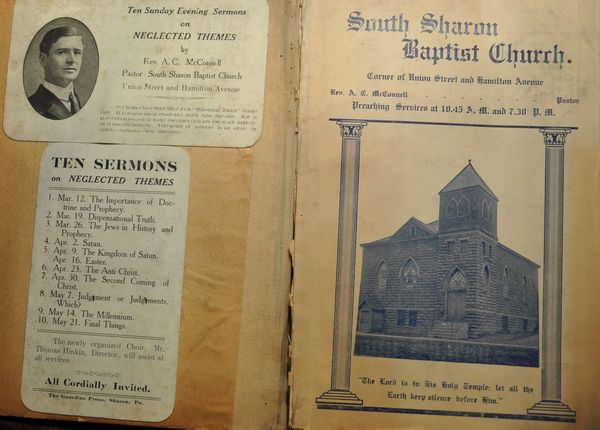 Ten Sunday Evening Sermons
on
NEGLECTED THEMES
by
Rev. A. C. McConnell
Pastor South Sharon Baptist Church
Union Street and Hamilton Avenue
TEN SERMONS
on NEGLECTED THEMES
1. Mar. 12. The Importance of Doc-
trine and Prophecy.
2. Mar. 19. Dispensational Truth.
3. Mar. 26. The Jews in History and
Prophecy.
4. Apr. 2. Satan.
5. Apr. 9. The Kingdom of Satan.
Apr. 16. Easter.
6. Apr. 23. The Anti Christ.
7. Apr. 30. The Second Coming of
Christ.
8. May 7. Judgment or Judgments,
Which?
9. May 14. The Millennium.
10. May 21. Final Things.
The newly organized Choir, Mr.
Thomas Hinkin, Director, will assist at
all services.
All Cordially Invited.
The Guardian Press, Sharon, Pa.
South Sharon
Baptist Church.
Corner of Union Street and Hamilton Avenue
Rev. A. C. McConnell Pastor
Preaching Services at 10.45 A. M. and 7.30 P. M.
"The Lord is in His Holy Temple; let all the
Earth keep silence before Him."